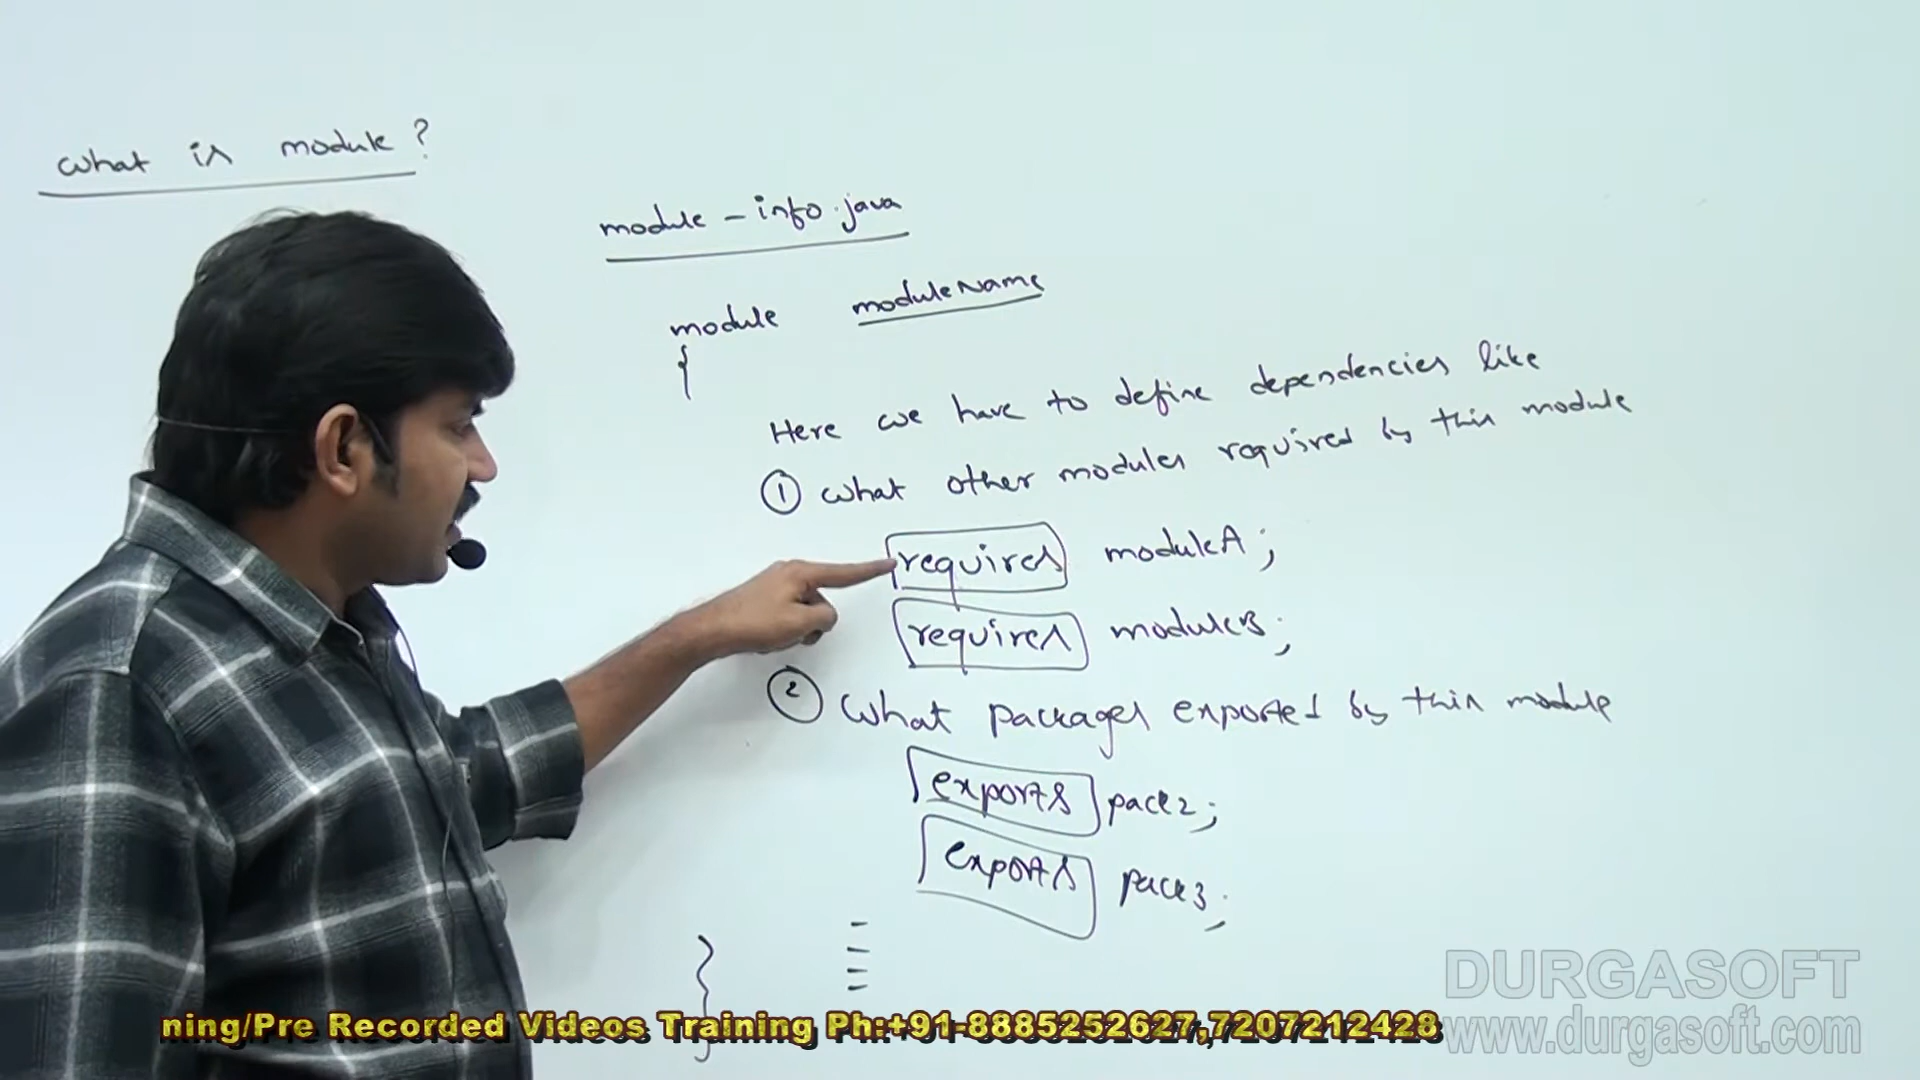 What is module?
module - info.java
module moduleName
{
Here we have to define dependencies like
① What other modules required by this module
requires moduleA;
requires moduleB;
② What packages exported by this module
exports pack2;
exports pack3;
}
ning/Pre Recorded Videos Training Ph:+91-8885252627,7207212428
DURGASOFT
www.durgasoft.com